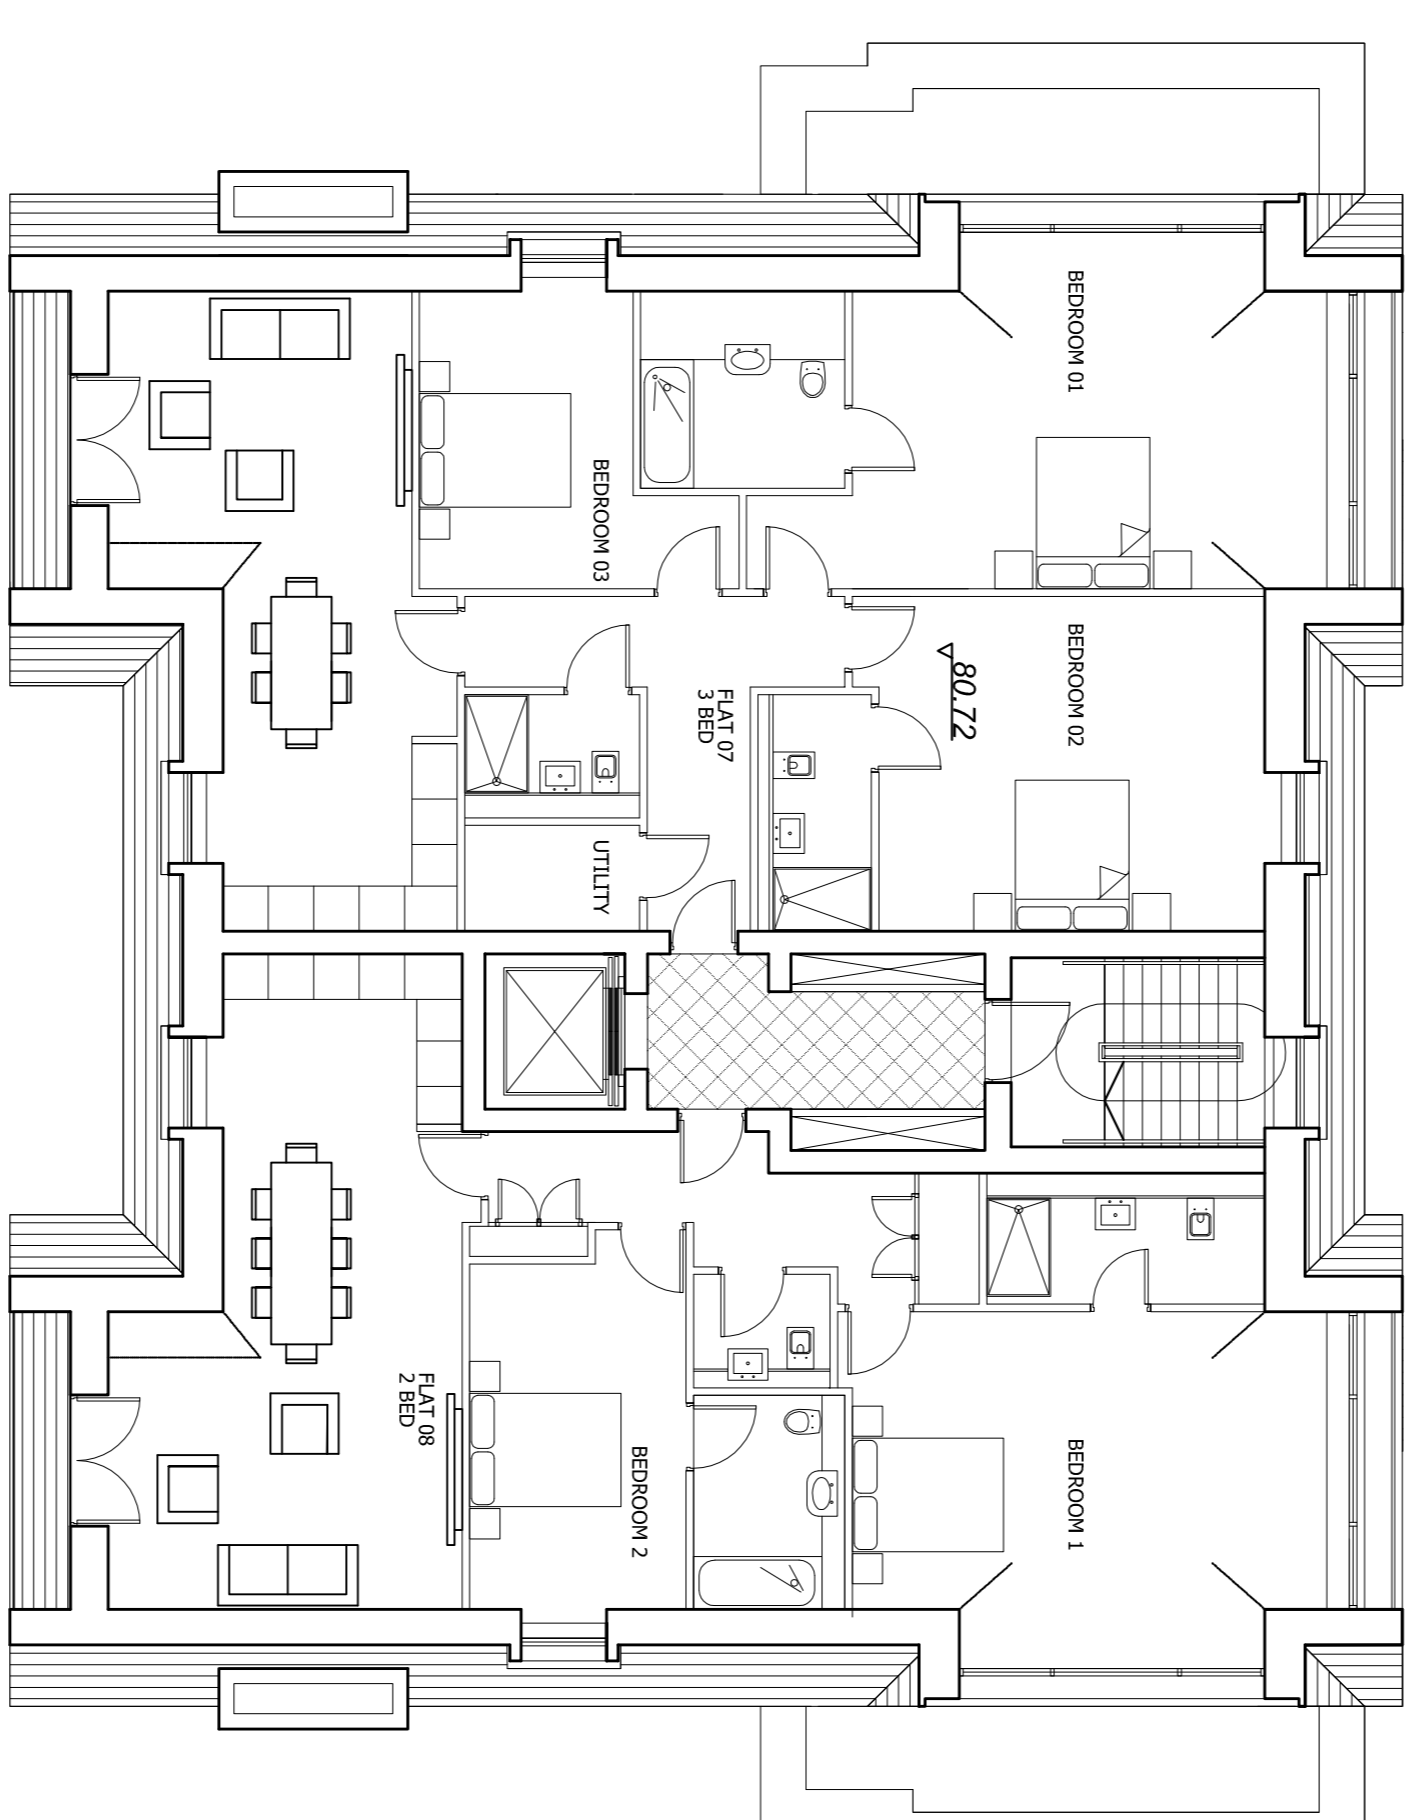 BEDROOM 01
BEDROOM 03
BEDROOM 02
80.72
FLAT 07
3 BED
UTILITY
FLAT 08
2 BED
BEDROOM 2
BEDROOM 1